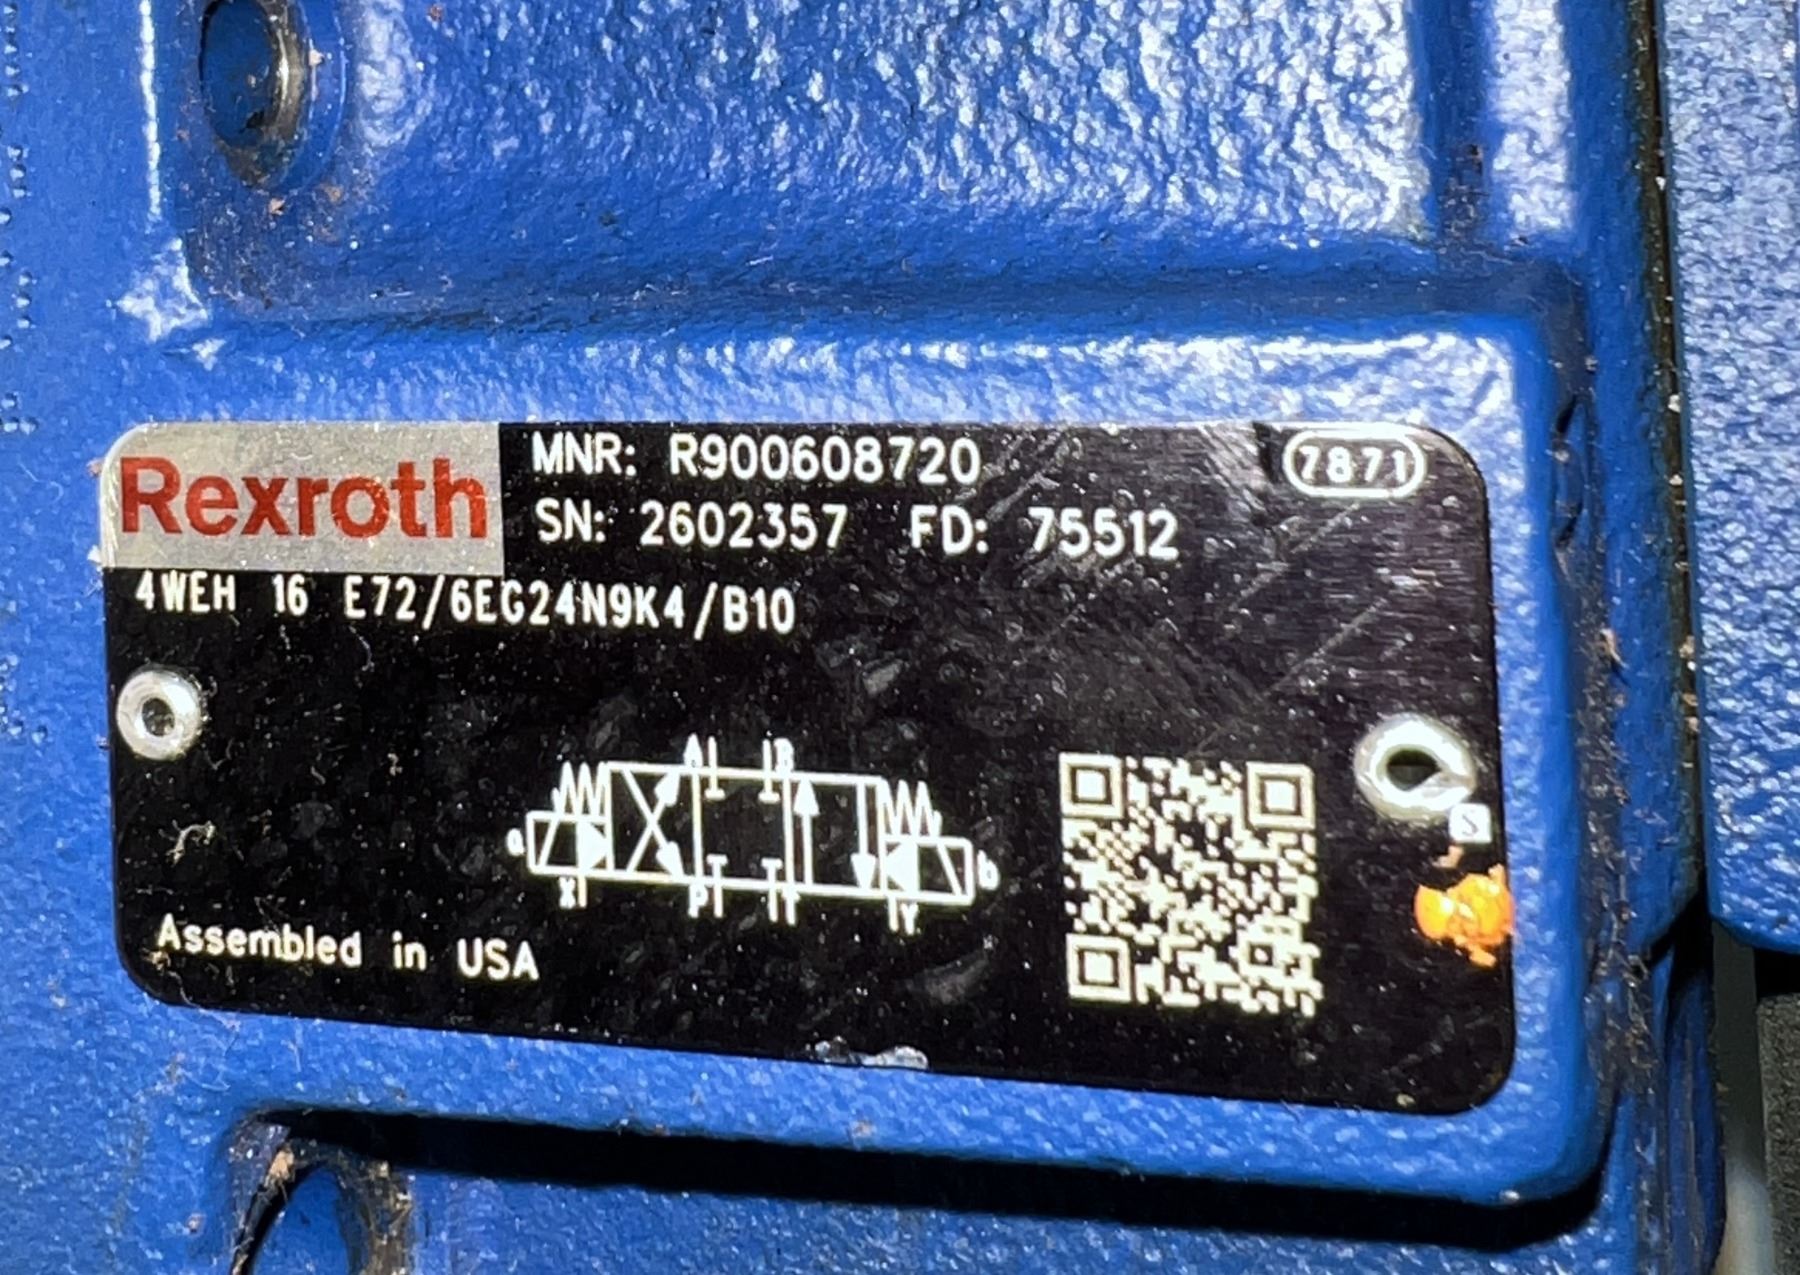 Rexroth
MNR: R900608720
7871
SN: 2602357 FD: 75512
4WEH 16 E72/6EG24N9K4/B10
A B
a b
X P T Y
S
Assembled in USA